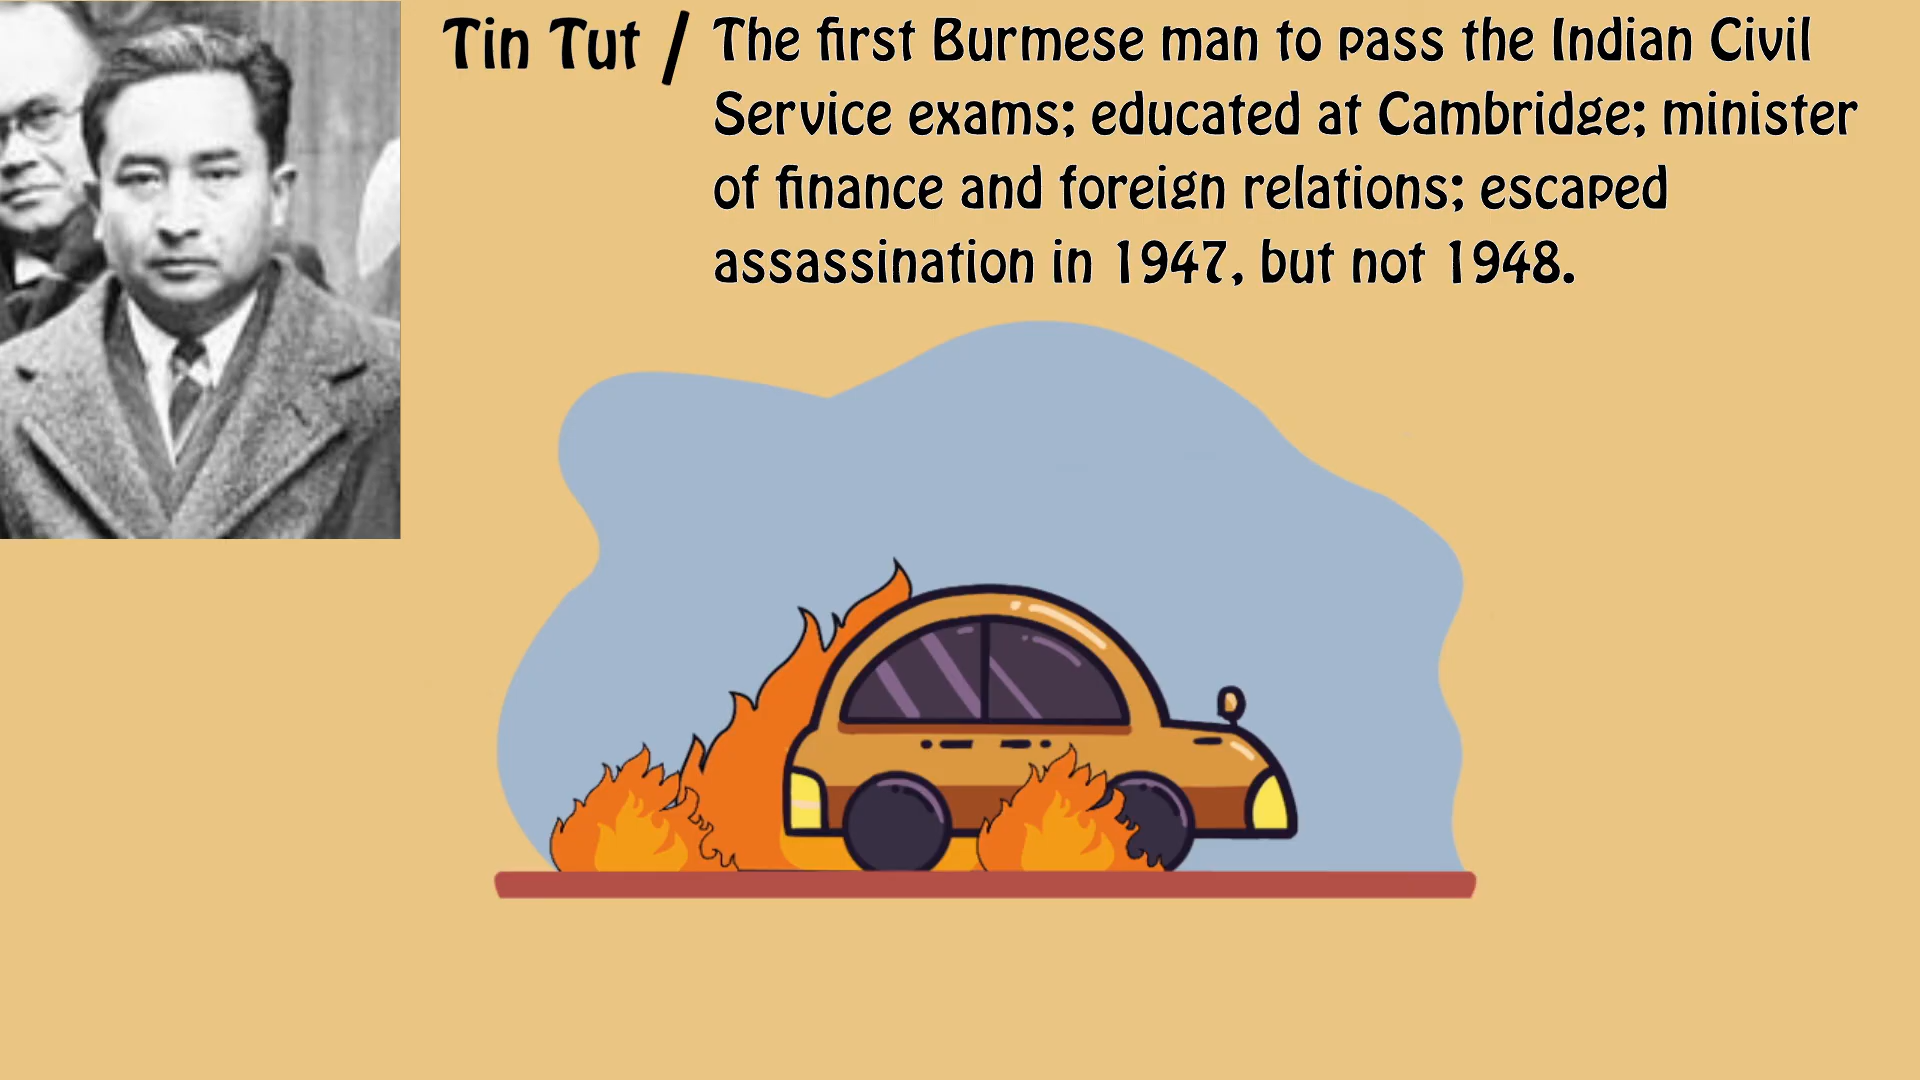 Tin Tut / The first Burmese man to pass the Indian Civil
Service exams; educated at Cambridge; minister
of finance and foreign relations; escaped
assassination in 1947, but not 1948.